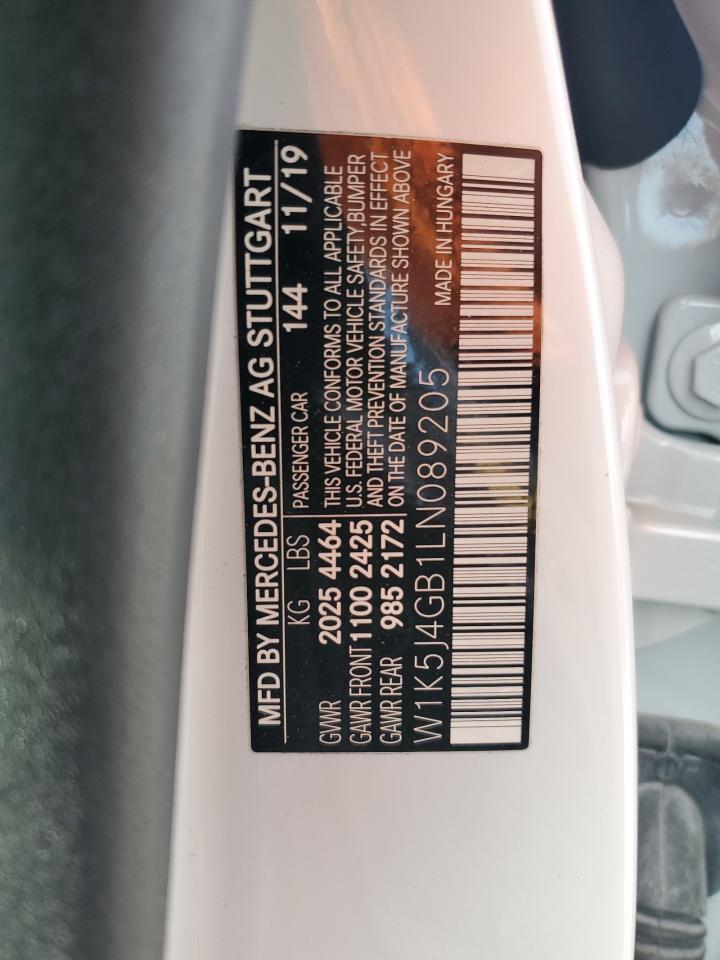 MFD BY MERCEDES-BENZ AG STUTTGART
KG LBS PASSENGER CAR 144 11/19
GVWR 2025 4464 THIS VEHICLE CONFORMS TO ALL APPLICABLE
GAWR FRONT 1100 2425 U.S. FEDERAL MOTOR VEHICLE SAFETY, BUMPER
GAWR REAR 985 2172 AND THEFT PREVENTION STANDARDS IN EFFECT
ON THE DATE OF MANUFACTURE SHOWN ABOVE
W1K5J4GB1LN089205 MADE IN HUNGARY